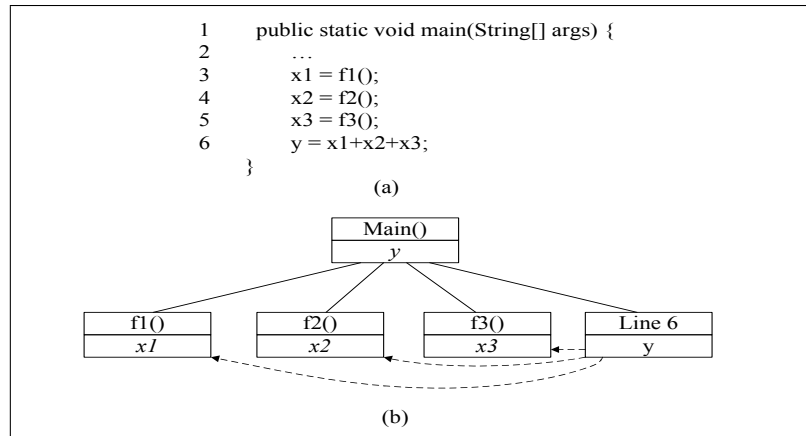 1 public static void main(String[] args) {
2 …
3 x1 = f1();
4 x2 = f2();
5 x3 = f3();
6 y = x1+x2+x3;
}
(a)
Main()
y
f1() f2() f3() Line 6
x1 x2 x3 y
(b)